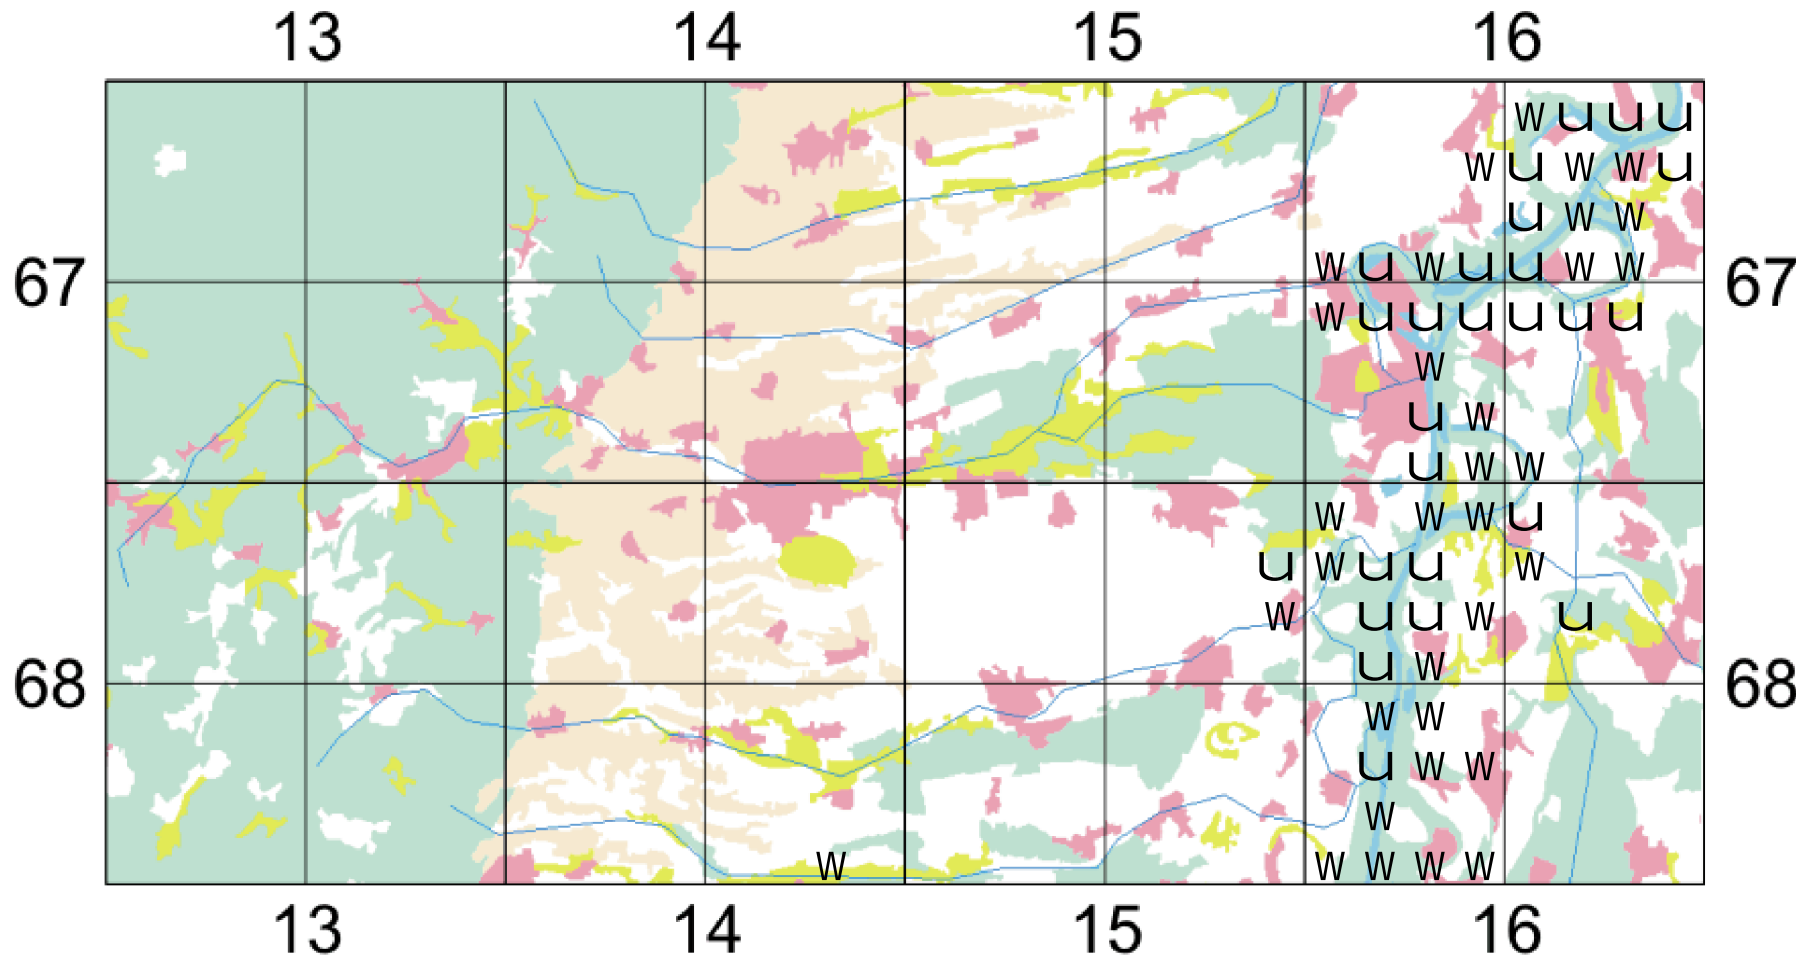 13 14 15 16
w u u u
w u w w u
u w w
67 w u w u u w w 67
w u u u u u u
w
u w
u w w
w w w u
u w u u w
w u u w u
u w
68 68
w w
u w w
w
w w w w w
13 14 15 16